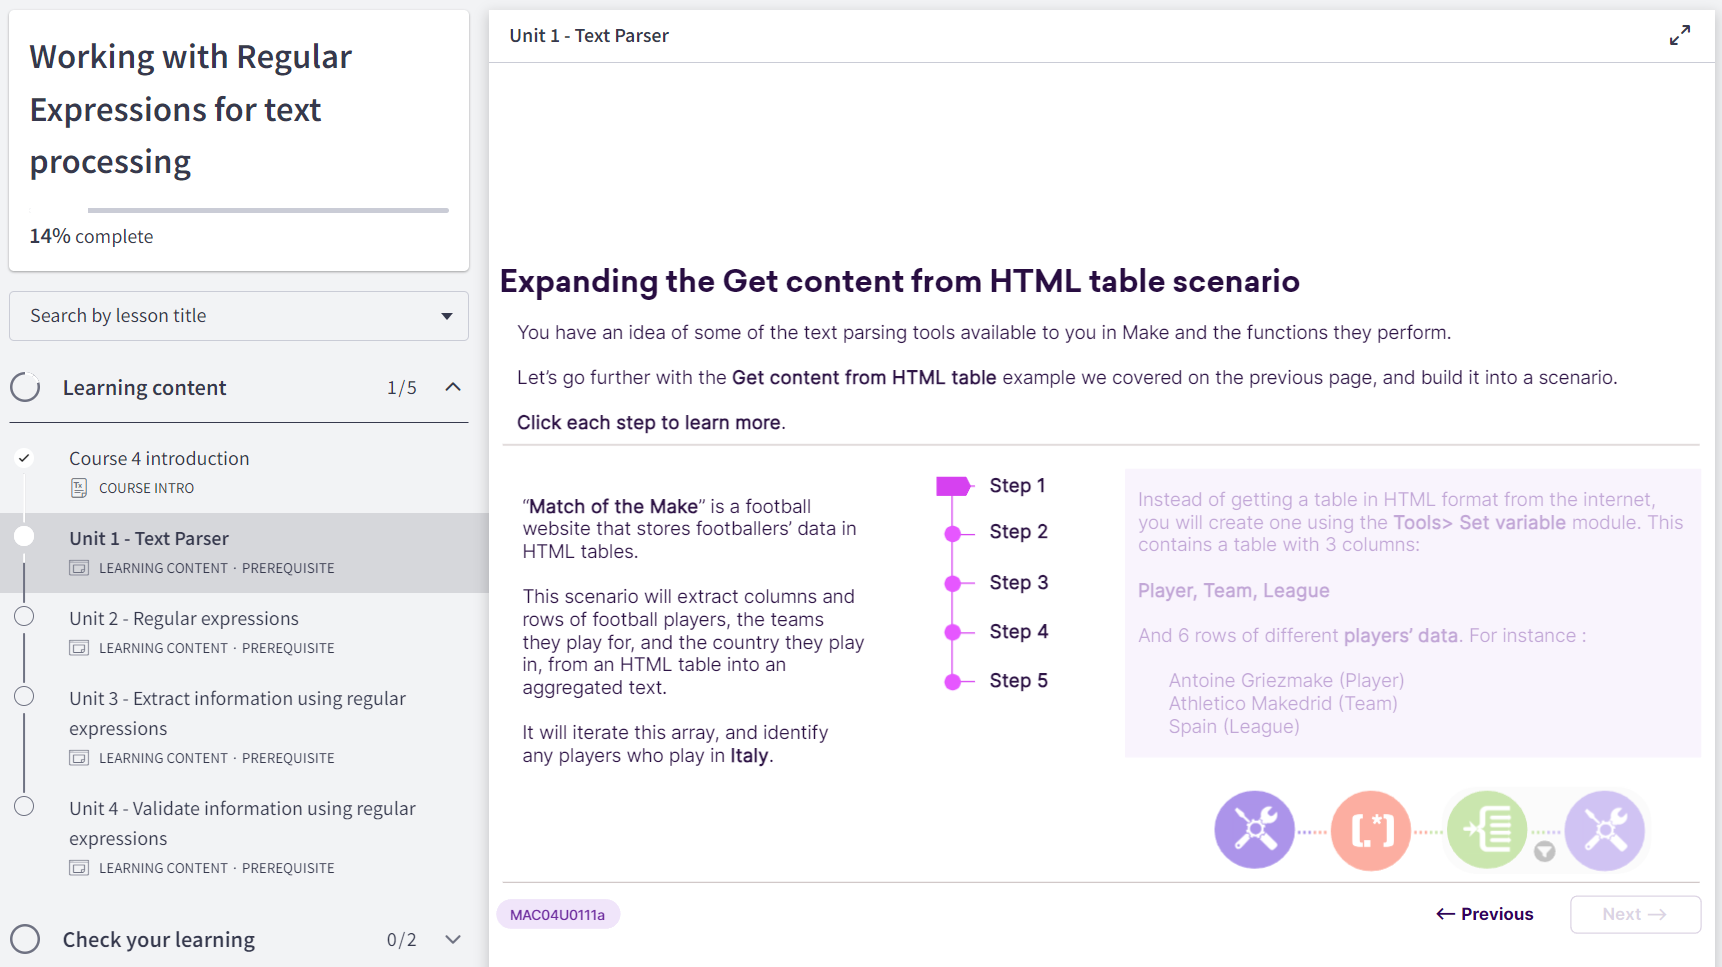 Working with Regular
Expressions for text
processing
14% complete
Search by lesson title
Learning content 1/5
Course 4 introduction
COURSE INTRO
Unit 1 - Text Parser
LEARNING CONTENT · PREREQUISITE
Unit 2 - Regular expressions
LEARNING CONTENT · PREREQUISITE
Unit 3 - Extract information using regular
expressions
LEARNING CONTENT · PREREQUISITE
Unit 4 - Validate information using regular
expressions
LEARNING CONTENT · PREREQUISITE
Check your learning 0/2
Unit 1 - Text Parser
Expanding the Get content from HTML table scenario
You have an idea of some of the text parsing tools available to you in Make and the functions they perform.
Let’s go further with the Get content from HTML table example we covered on the previous page, and build it into a scenario.
Click each step to learn more.
“Match of the Make” is a football
website that stores footballers’ data in
HTML tables.
This scenario will extract columns and
rows of football players, the teams
they play for, and the country they play
in, from an HTML table into an
aggregated text.
It will iterate this array, and identify
any players who play in Italy.
Step 1
Step 2
Step 3
Step 4
Step 5
Instead of getting a table in HTML format from the internet,
you will create one using the Tools> Set variable module. This
contains a table with 3 columns:
Player, Team, League
And 6 rows of different players’ data. For instance :
Antoine Griezmake (Player)
Athletico Makedrid (Team)
Spain (League)
[.*]
MAC04U0111a
← Previous
Next →